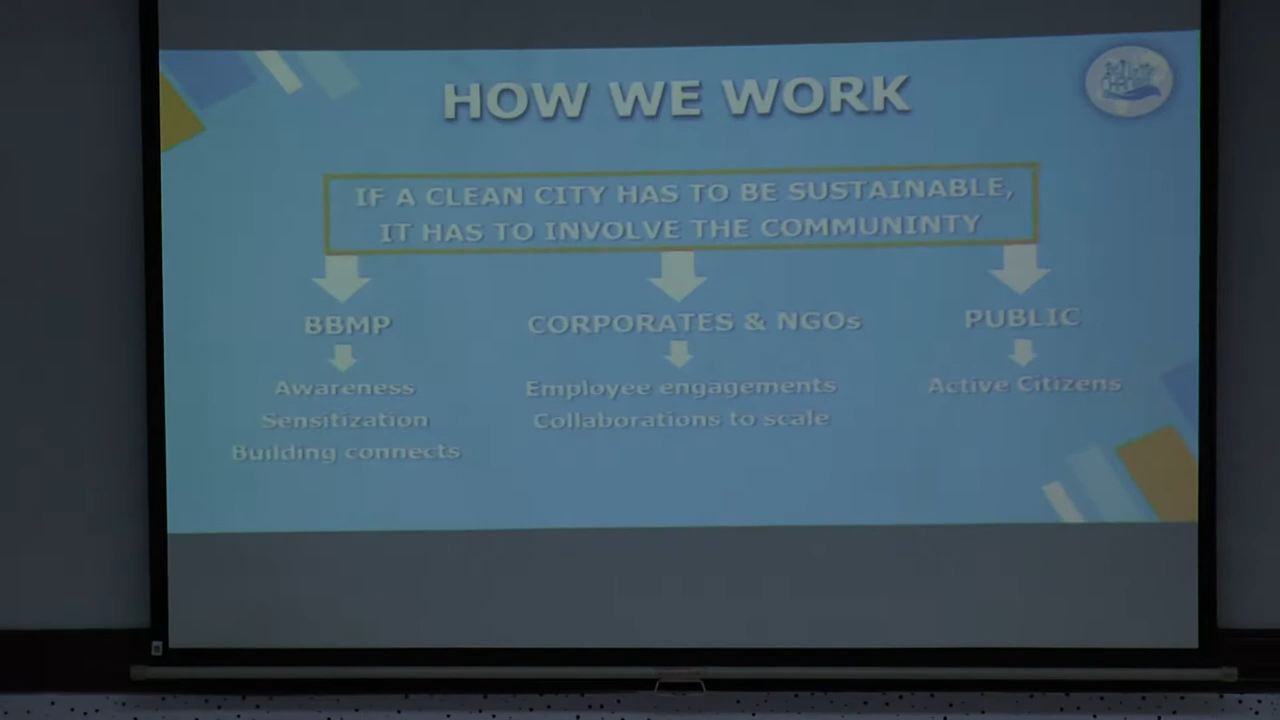 HOW WE WORK
IF A CLEAN CITY HAS TO BE SUSTAINABLE,
IT HAS TO INVOLVE THE COMMUNINTY
BBMP
Awareness
Sensitization
Building connects
CORPORATES & NGOs
Employee engagements
Collaborations to scale
PUBLIC
Active Citizens